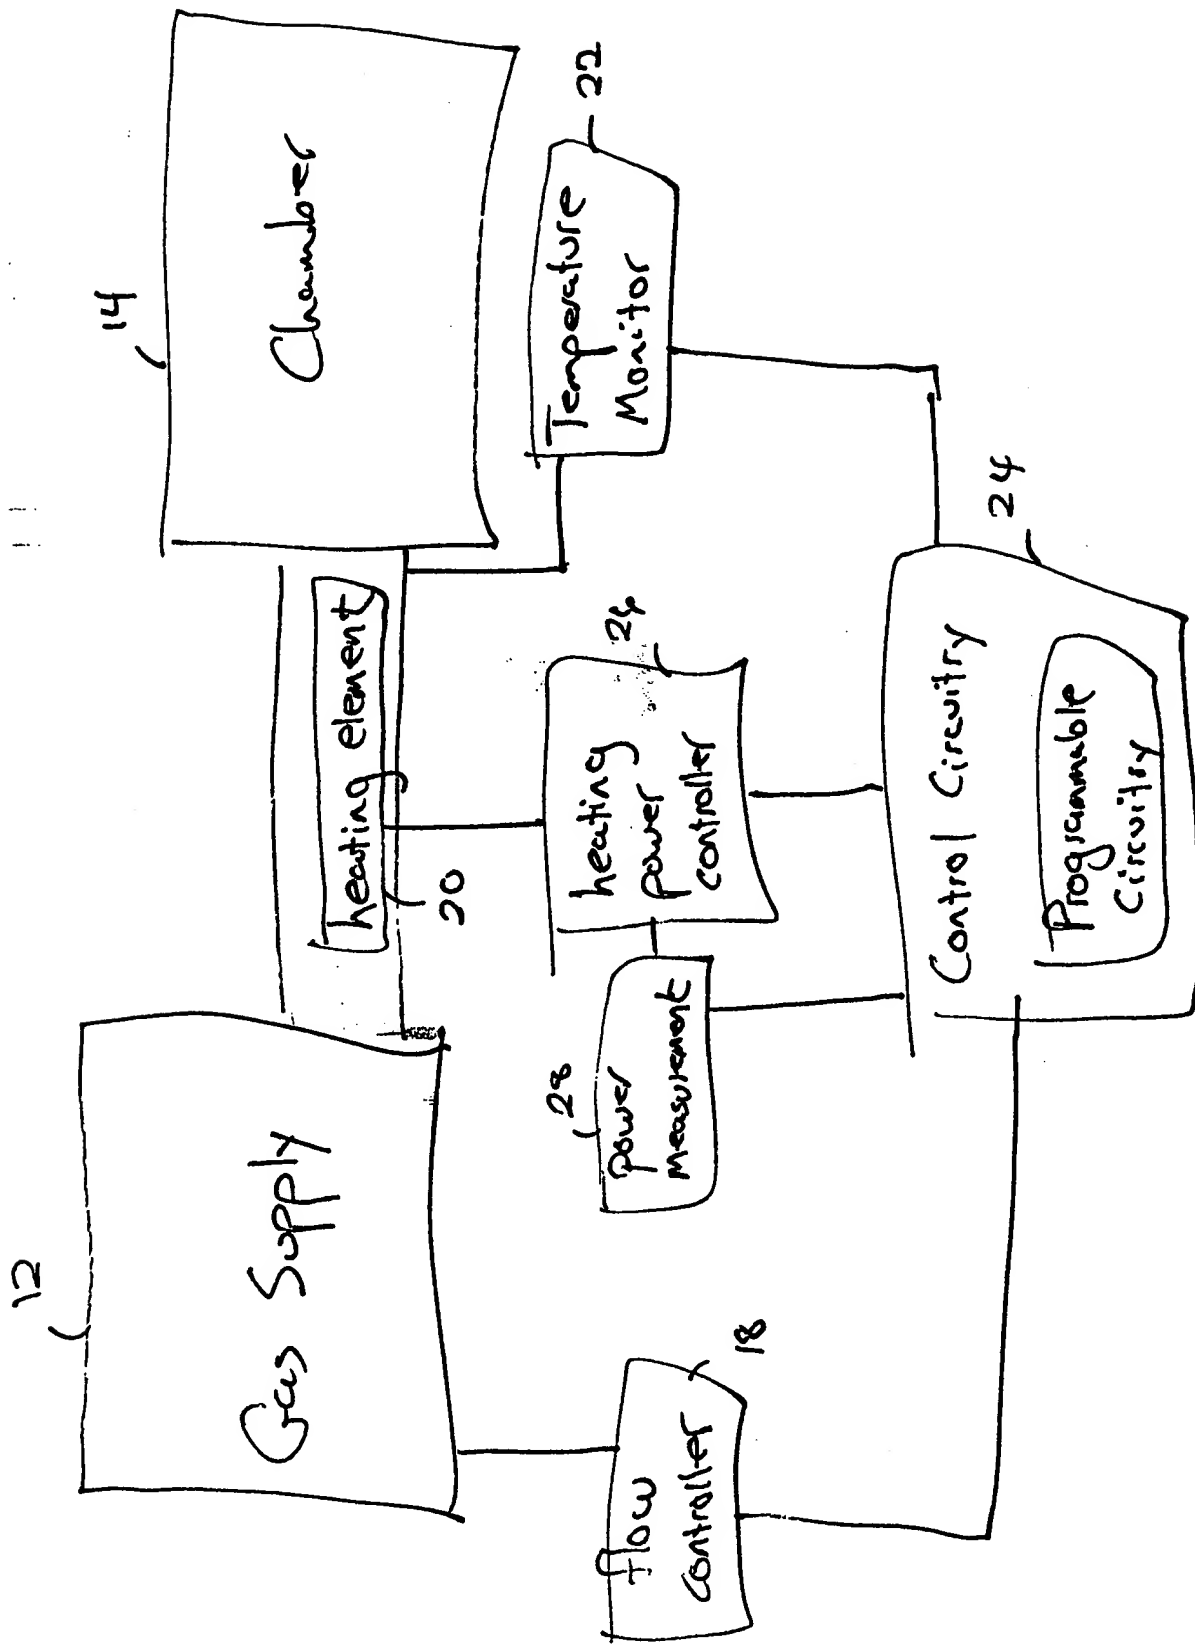 12
14
Gas Supply
Chamber
heating element
20
28
26
22
flow
controller
18
power
measurement
heating
power
controller
Temperature
Monitor
24
Control Circuitry
Programmable
Circuitry